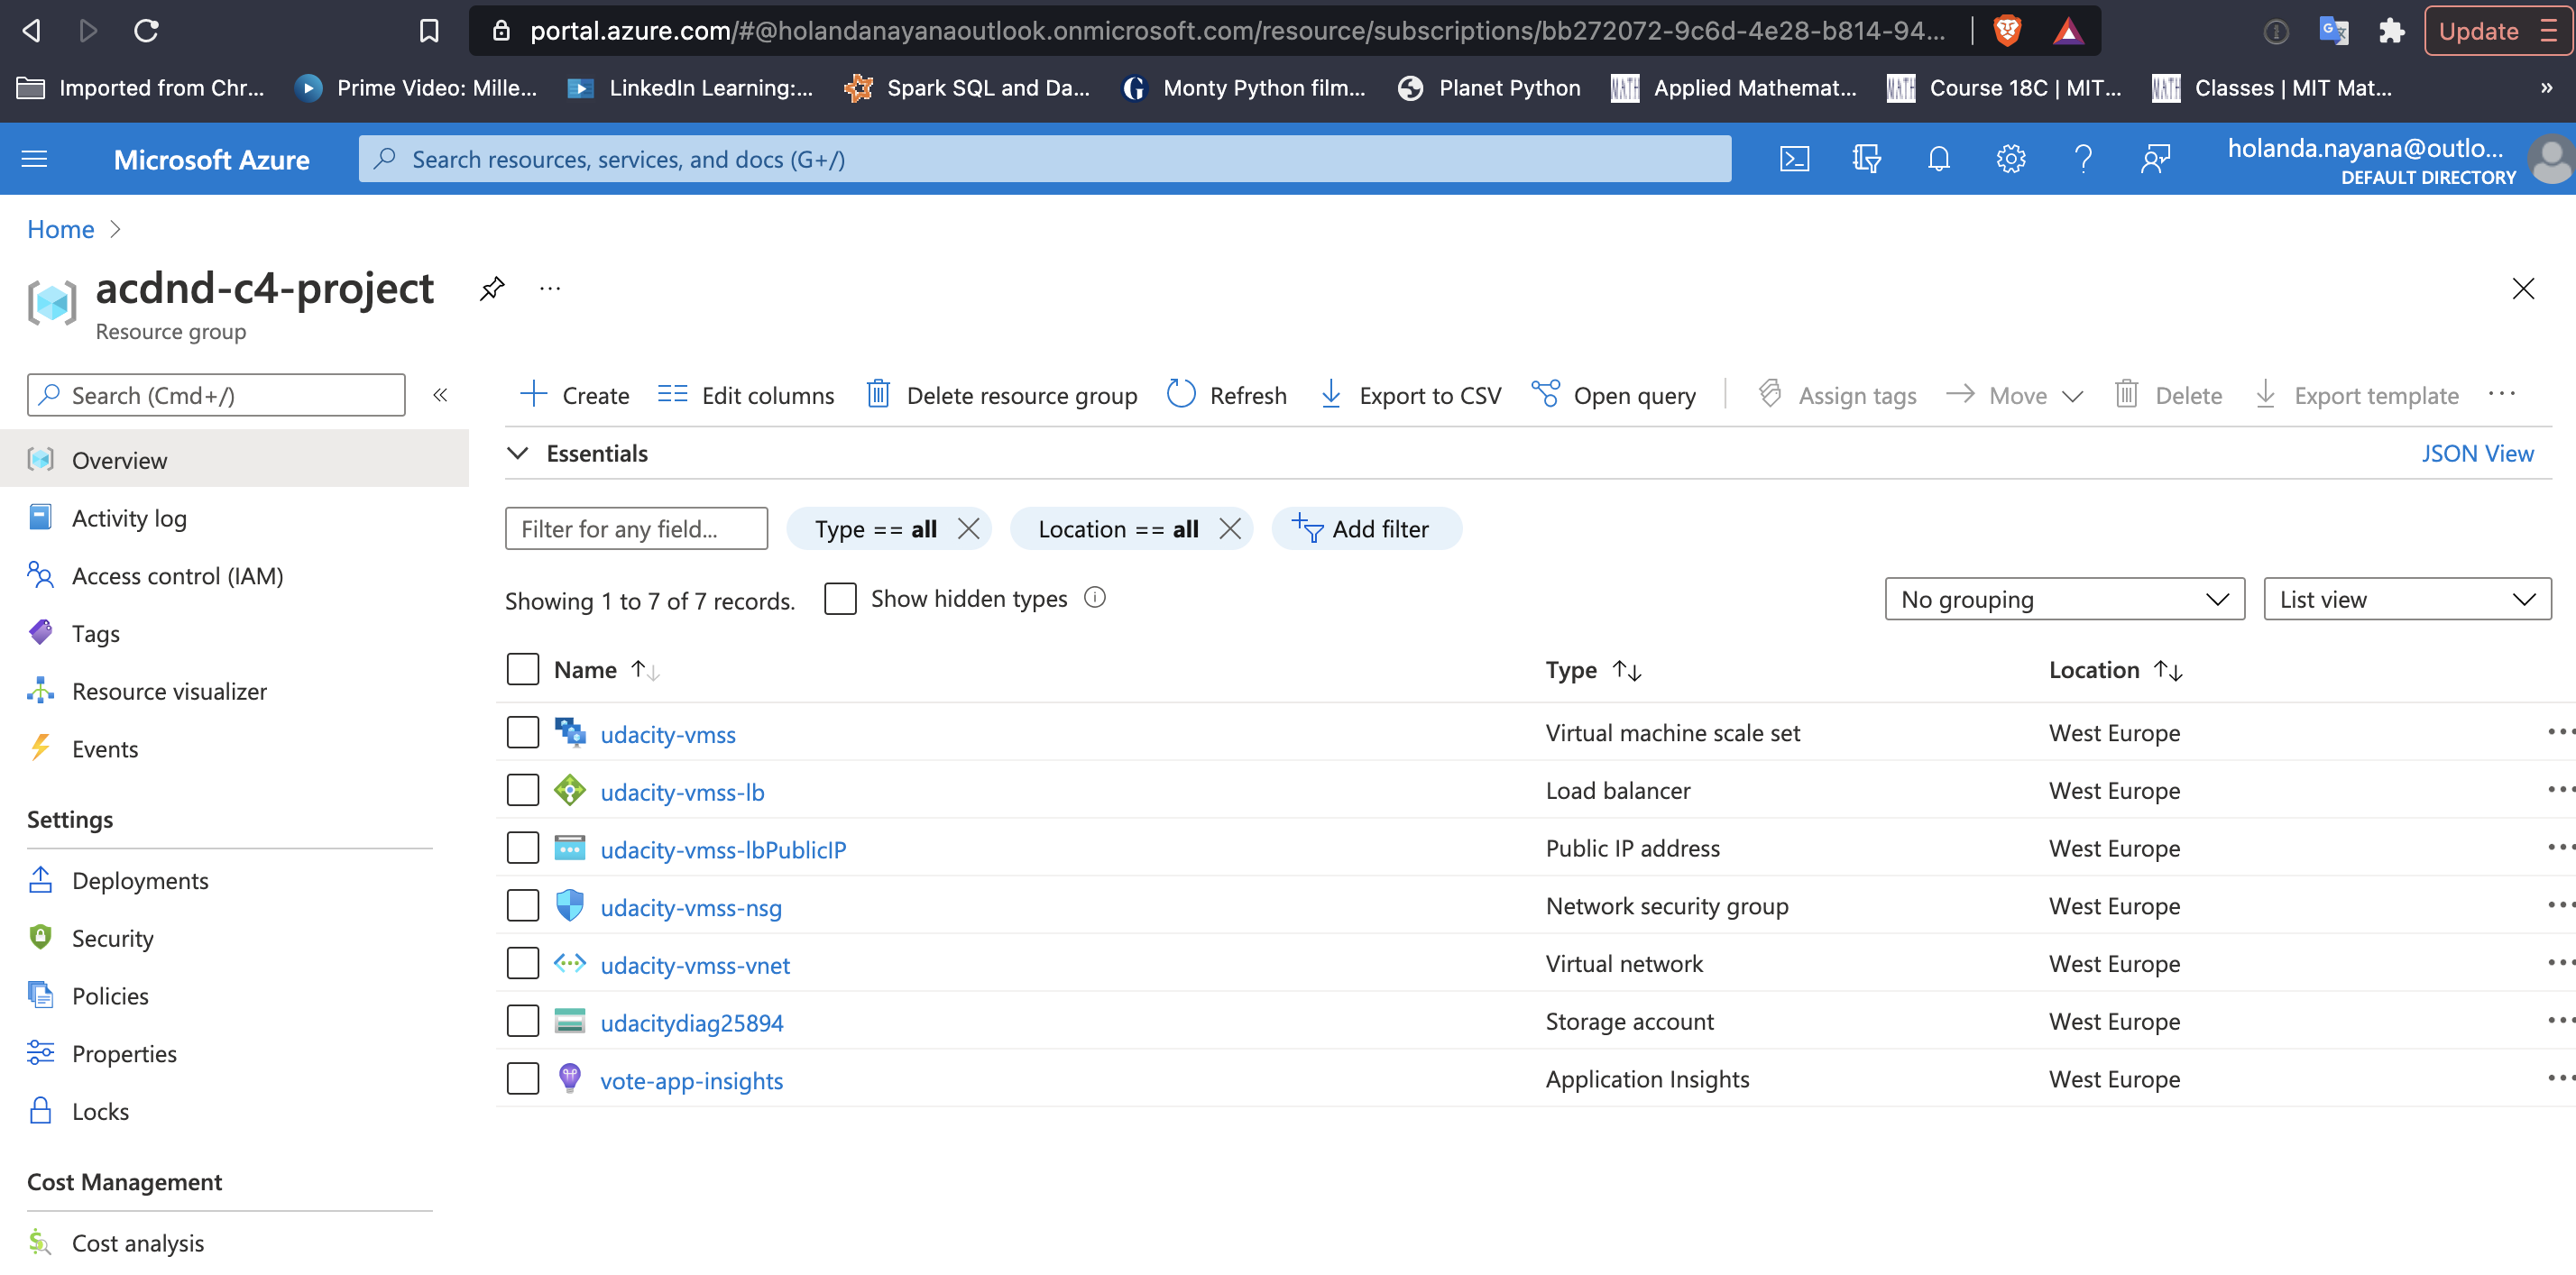 portal.azure.com/#@holandanayanaoutlook.onmicrosoft.com/resource/subscriptions/bb272072-9c6d-4e28-b814-94...
Update
Imported from Chr...
Prime Video: Mille...
LinkedIn Learning:...
Spark SQL and Da...
Monty Python film...
Planet Python
Applied Mathemat...
Course 18C | MIT...
Classes | MIT Mat...
»
Microsoft Azure
Search resources, services, and docs (G+/)
holanda.nayana@outlo...
DEFAULT DIRECTORY
Home
acdnd-c4-project
...
Resource group
Search (Cmd+/)
«
Create
Edit columns
Delete resource group
Refresh
Export to CSV
Open query
Assign tags
Move
Delete
Export template
...
Overview
Activity log
Access control (IAM)
Tags
Resource visualizer
Events
Settings
Deployments
Security
Policies
Properties
Locks
Cost Management
Cost analysis
Essentials
JSON View
Filter for any field...
Type == all
Location == all
Add filter
Showing 1 to 7 of 7 records.
Show hidden types
No grouping
List view
Name Type Location
udacity-vmss Virtual machine scale set West Europe
udacity-vmss-lb Load balancer West Europe
udacity-vmss-lbPublicIP Public IP address West Europe
udacity-vmss-nsg Network security group West Europe
udacity-vmss-vnet Virtual network West Europe
udacitydiag25894 Storage account West Europe
vote-app-insights Application Insights West Europe